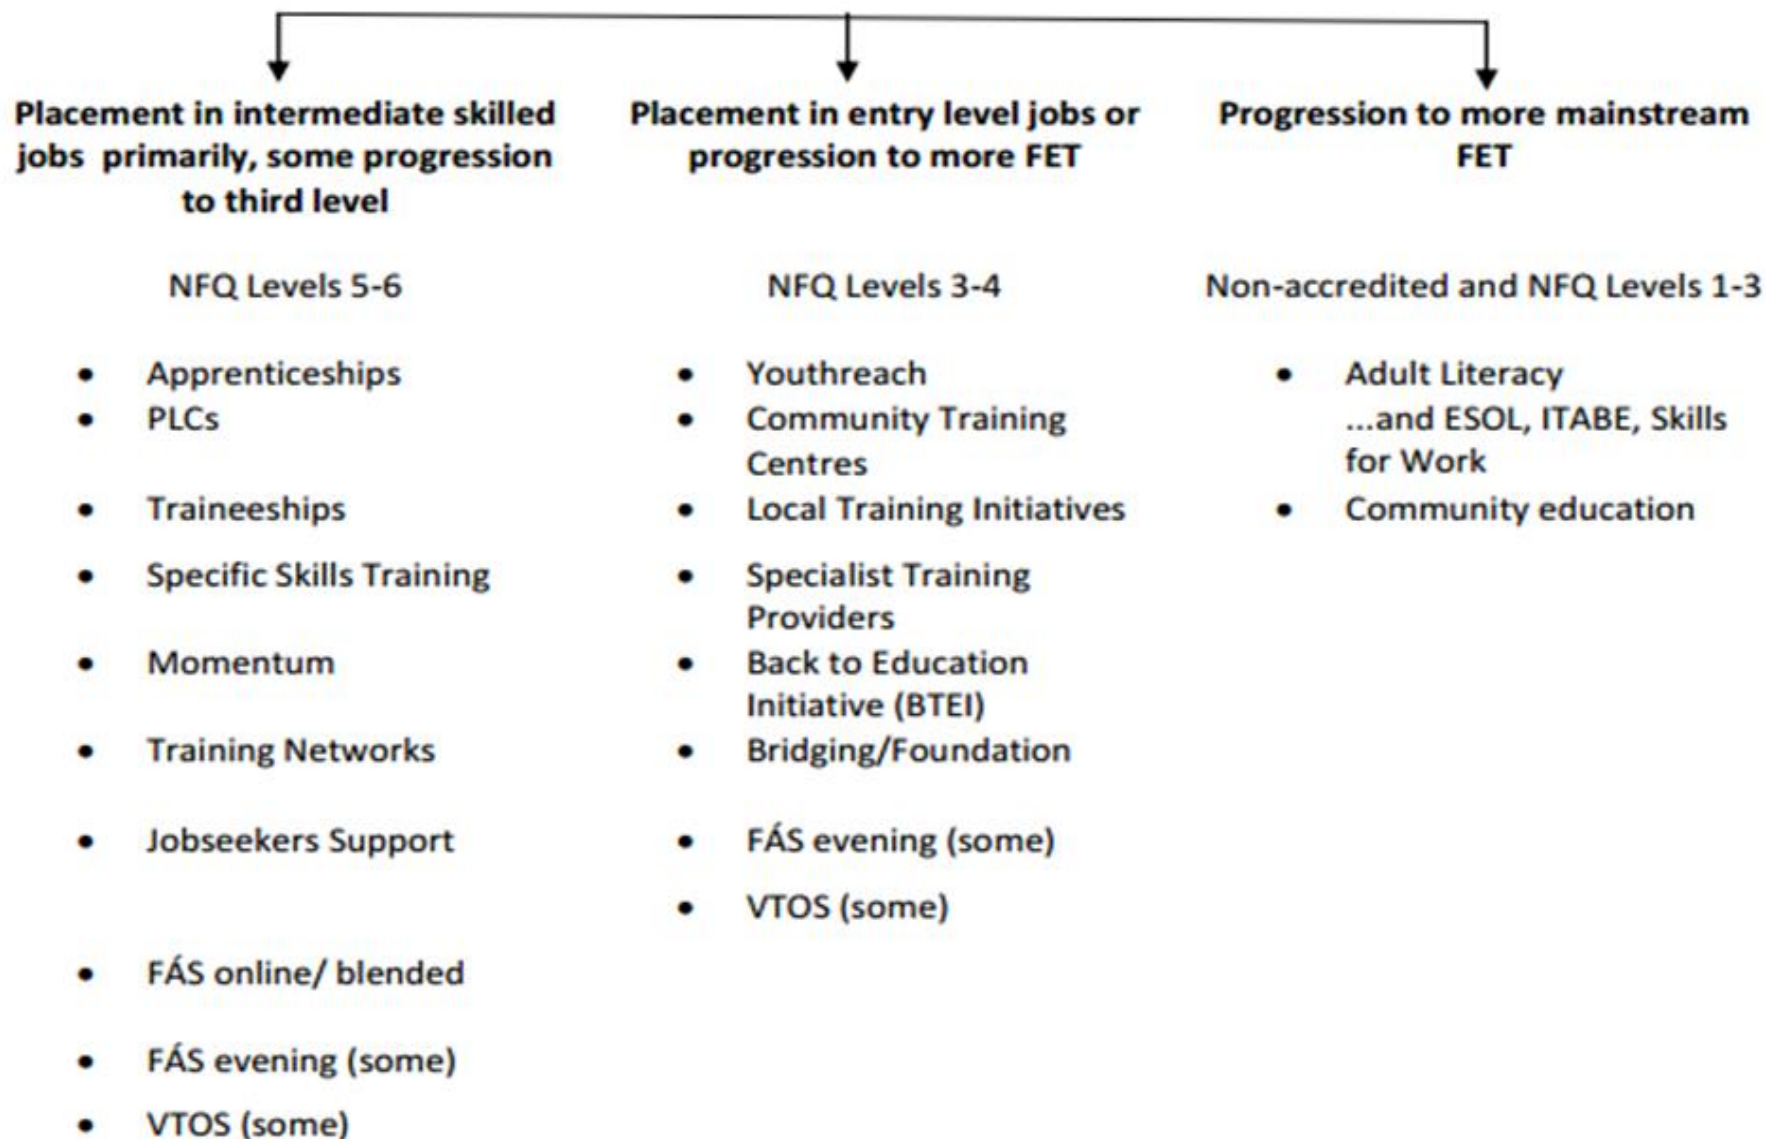 Placement in intermediate skilled
jobs primarily, some progression
to third level
NFQ Levels 5-6
• Apprenticeships
• PLCs
• Traineeships
• Specific Skills Training
• Momentum
• Training Networks
• Jobseekers Support
• FÁS online/ blended
• FÁS evening (some)
• VTOS (some)
Placement in entry level jobs or
progression to more FET
NFQ Levels 3-4
• Youthreach
• Community Training
Centres
• Local Training Initiatives
• Specialist Training
Providers
• Back to Education
Initiative (BTEI)
• Bridging/Foundation
• FÁS evening (some)
• VTOS (some)
Progression to more mainstream
FET
Non-accredited and NFQ Levels 1-3
• Adult Literacy
...and ESOL, ITABE, Skills
for Work
• Community education